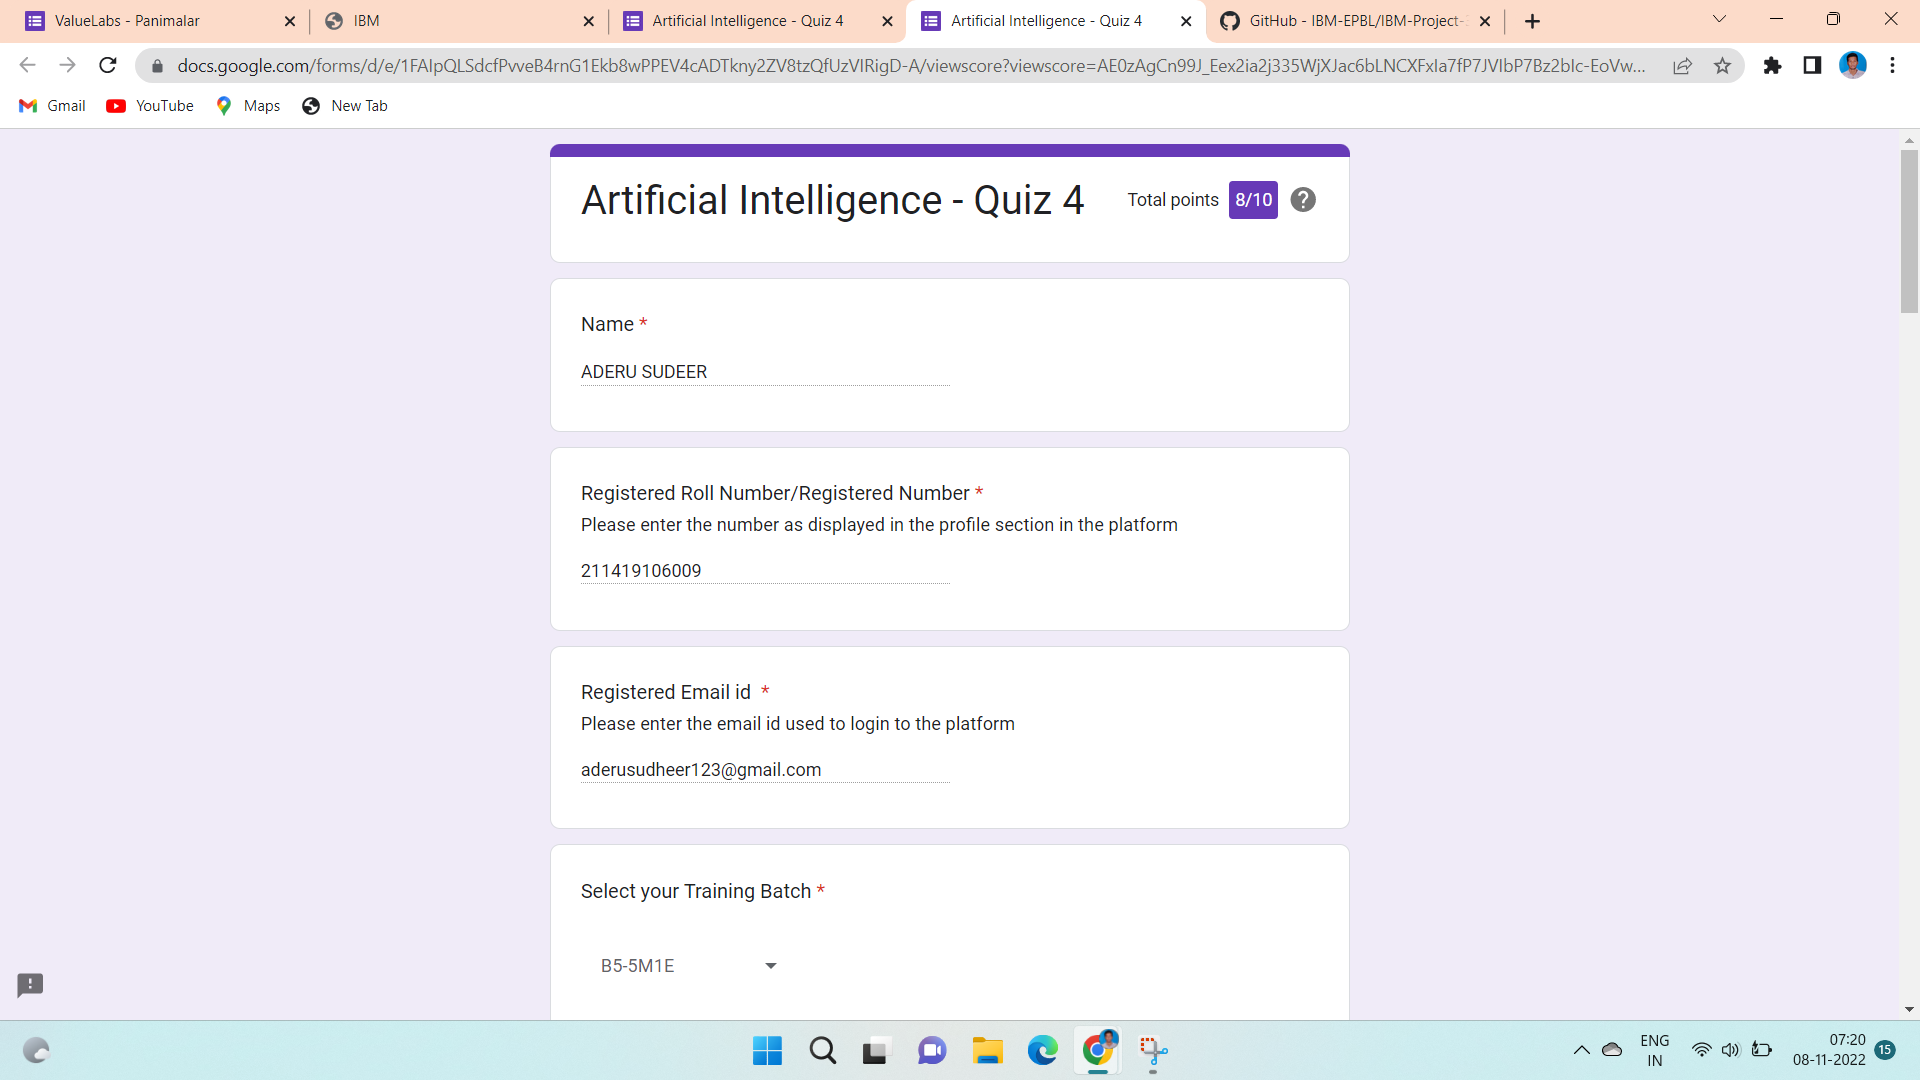 ValueLabs - Panimalar
IBM
Artificial Intelligence - Quiz 4
Artificial Intelligence - Quiz 4
GitHub - IBM-EPBL/IBM-Project-
docs.google.com/forms/d/e/1FAIpQLSdcfPvveB4rnG1Ekb8wPPEV4cADTkny2ZV8tzQfUzVIRigD-A/viewscore?viewscore=AE0zAgCn99J_Eex2ia2j335WjXJac6bLNCXFxIa7fP7JVIbP7Bz2bIc-EoVw...
Gmail
YouTube
Maps
New Tab
Artificial Intelligence - Quiz 4
Total points 8/10
Name *
ADERU SUDEER
Registered Roll Number/Registered Number *
Please enter the number as displayed in the profile section in the platform
211419106009
Registered Email id *
Please enter the email id used to login to the platform
aderusudheer123@gmail.com
Select your Training Batch *
B5-5M1E
ENG
IN
07:20
08-11-2022
15